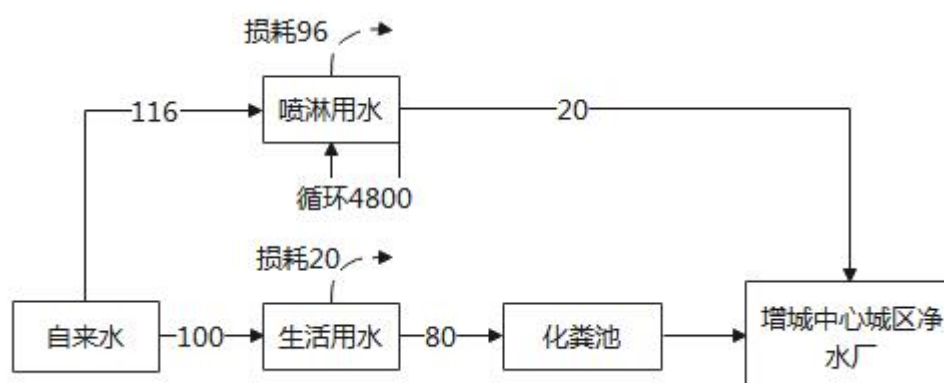 损耗96
116
喷淋用水
20
循环4800
损耗20
自来水
100
生活用水
80
化粪池
增城中心城区净
水厂